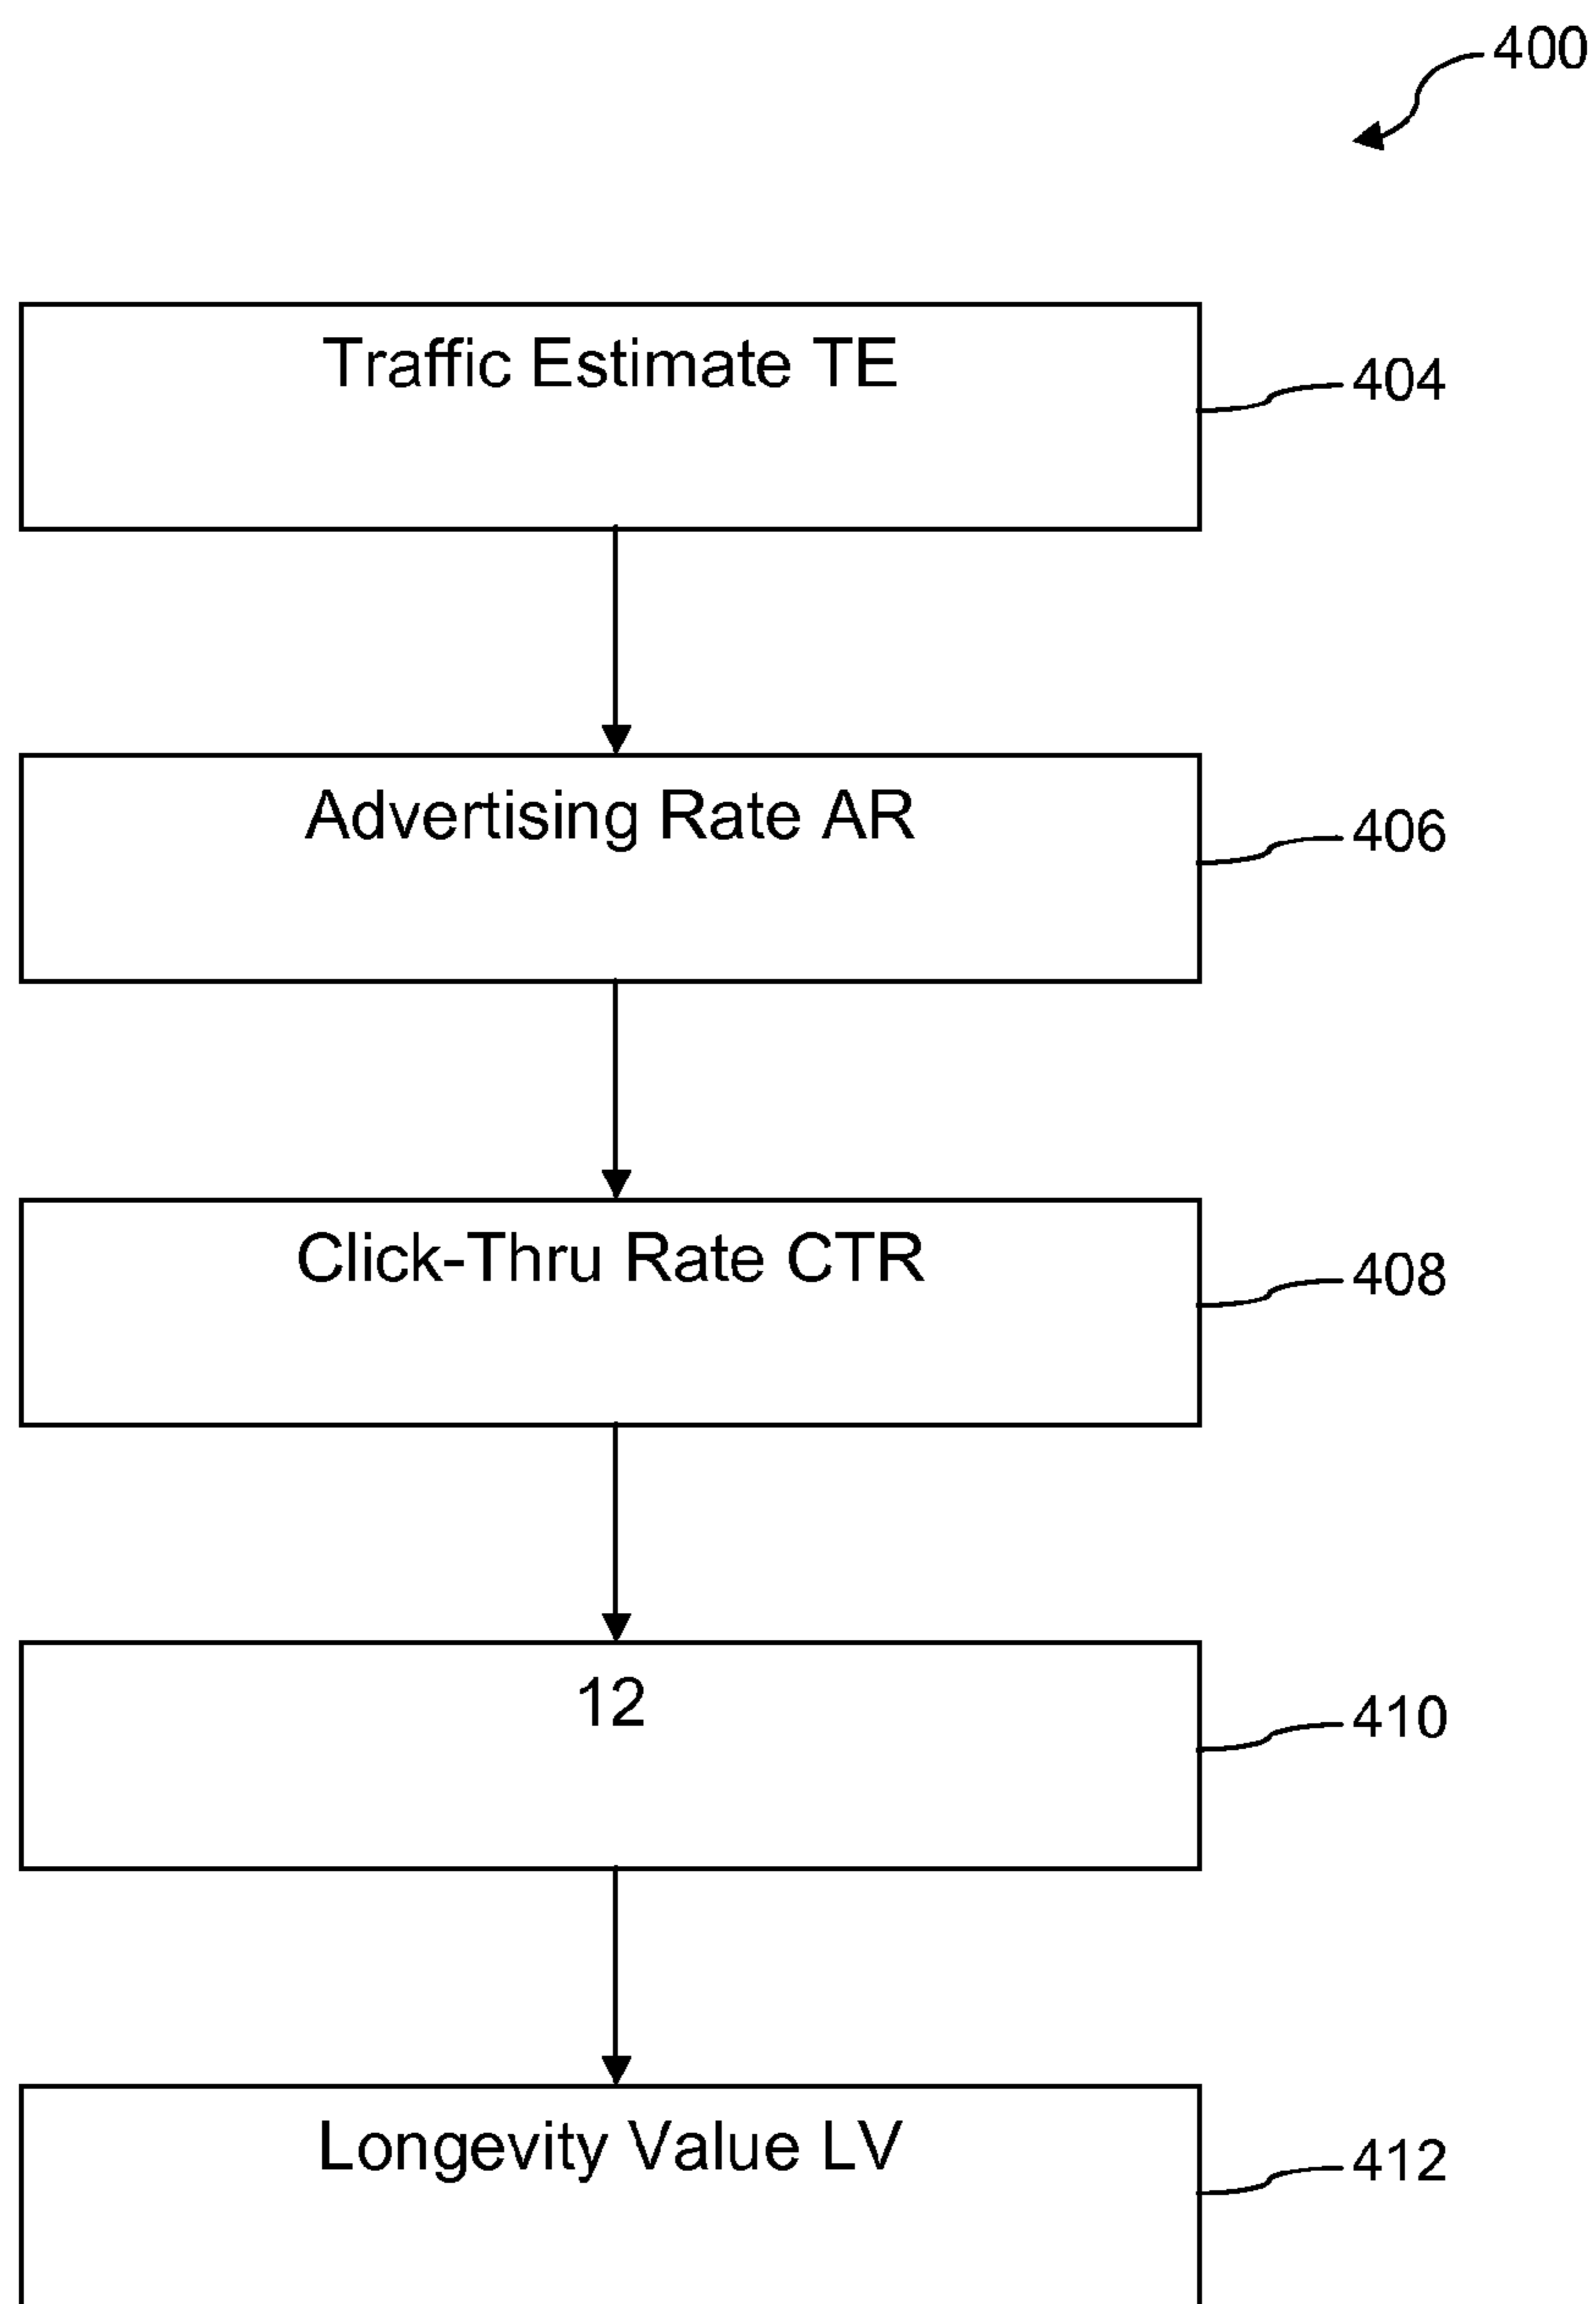 400
Traffic Estimate TE
404
Advertising Rate AR
406
Click-Thru Rate CTR
408
12
410
Longevity Value LV
412